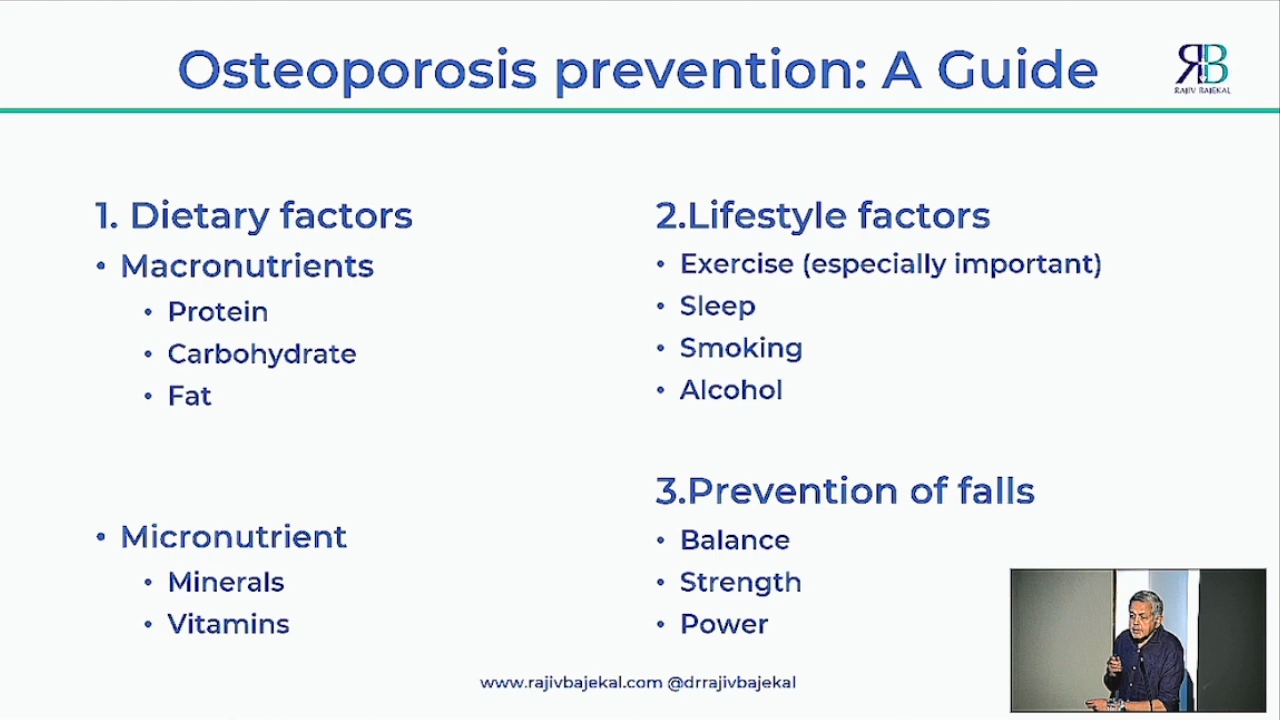 Osteoporosis prevention: A Guide
RB
RAJIV BAJEKAL
1. Dietary factors
• Macronutrients
• Protein
• Carbohydrate
• Fat
• Micronutrient
• Minerals
• Vitamins
2.Lifestyle factors
• Exercise (especially important)
• Sleep
• Smoking
• Alcohol
3.Prevention of falls
• Balance
• Strength
• Power
www.rajivbajekal.com @drrajivbajekal